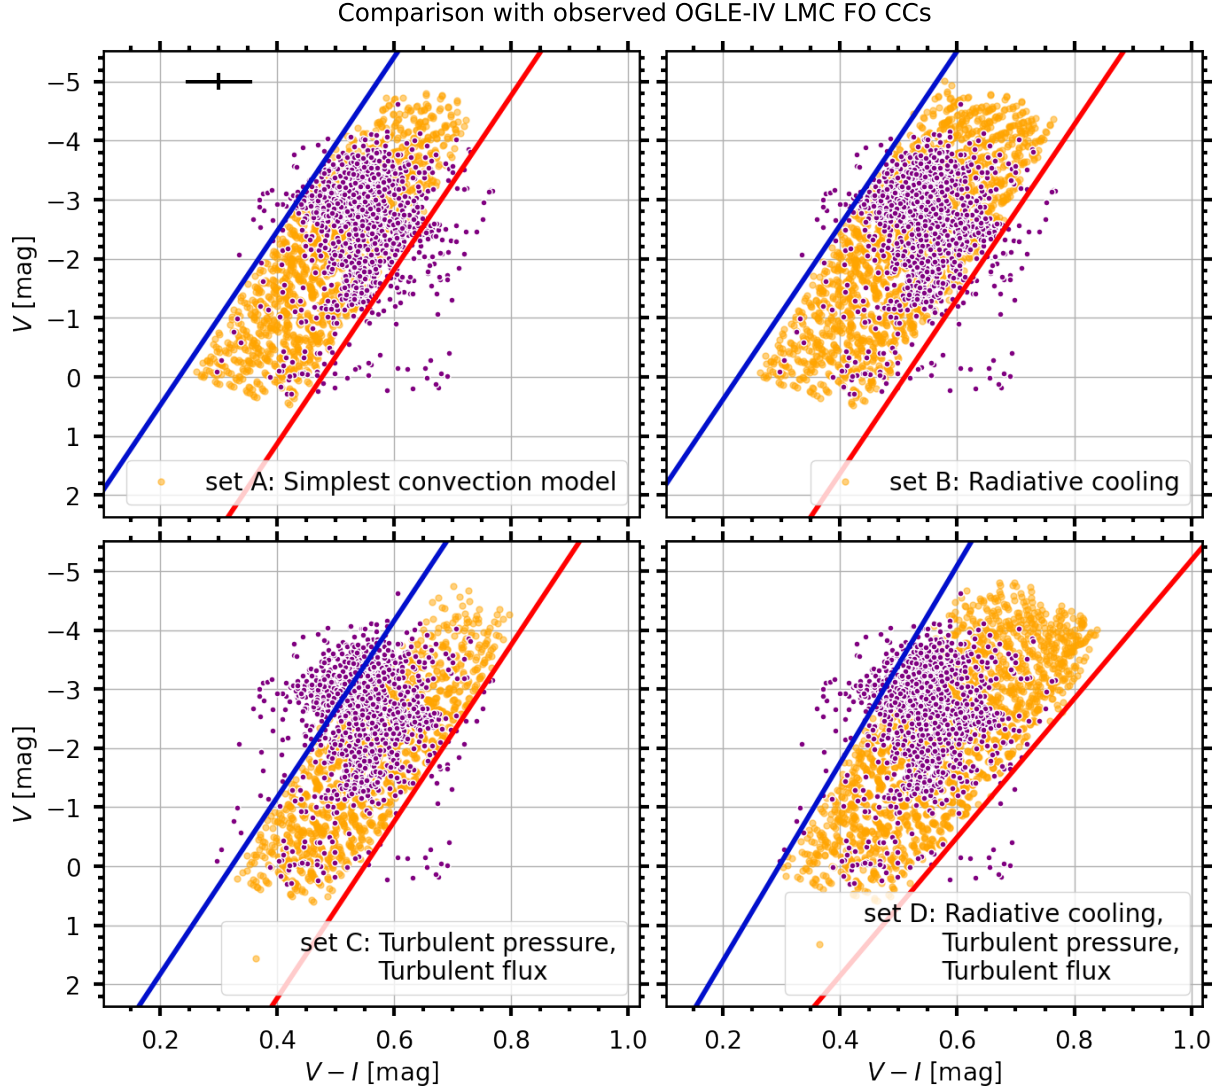 Comparison with observed OGLE-IV LMC FO CCs
−5
−4
−3
−2
−1
0
1
2
V [mag]
set A: Simplest convection model
set B: Radiative cooling
−5
−4
−3
−2
−1
0
1
2
V [mag]
set C: Turbulent pressure,
Turbulent flux
set D: Radiative cooling,
Turbulent pressure,
Turbulent flux
0.2 0.4 0.6 0.8 1.0
0.2 0.4 0.6 0.8 1.0
V − I [mag]
V − I [mag]